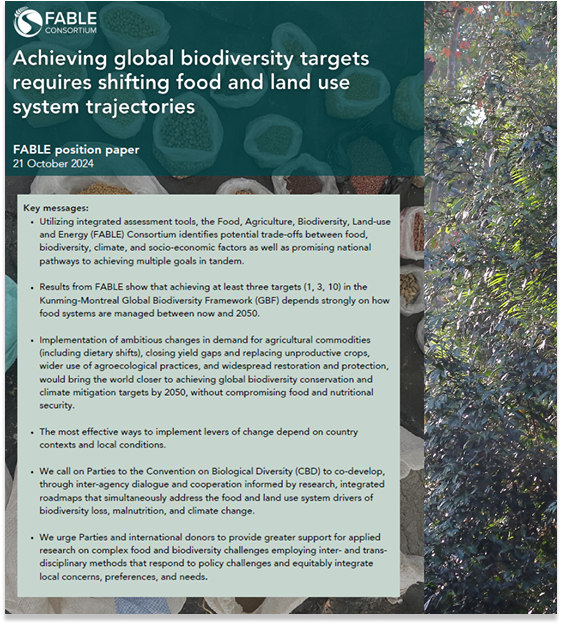 FABLE
CONSORTIUM
Achieving global biodiversity targets
requires shifting food and land use
system trajectories
FABLE position paper
21 October 2024
Key messages:
• Utilizing integrated assessment tools, the Food, Agriculture, Biodiversity, Land-use
and Energy (FABLE) Consortium identifies potential trade-offs between food,
biodiversity, climate, and socio-economic factors as well as promising national
pathways to achieving multiple goals in tandem.
• Results from FABLE show that achieving at least three targets (1, 3, 10) in the
Kunming-Montreal Global Biodiversity Framework (GBF) depends strongly on how
food systems are managed between now and 2050.
• Implementation of ambitious changes in demand for agricultural commodities
(including dietary shifts), closing yield gaps and replacing unproductive crops,
wider use of agroecological practices, and widespread restoration and protection,
would bring the world closer to achieving global biodiversity conservation and
climate mitigation targets by 2050, without compromising food and nutritional
security.
• The most effective ways to implement levers of change depend on country
contexts and local conditions.
• We call on Parties to the Convention on Biological Diversity (CBD) to co-develop,
through inter-agency dialogue and cooperation informed by research, integrated
roadmaps that simultaneously address the food and land use system drivers of
biodiversity loss, malnutrition, and climate change.
• We urge Parties and international donors to provide greater support for applied
research on complex food and biodiversity challenges employing inter- and trans-
disciplinary methods that respond to policy challenges and equitably integrate
local concerns, preferences, and needs.